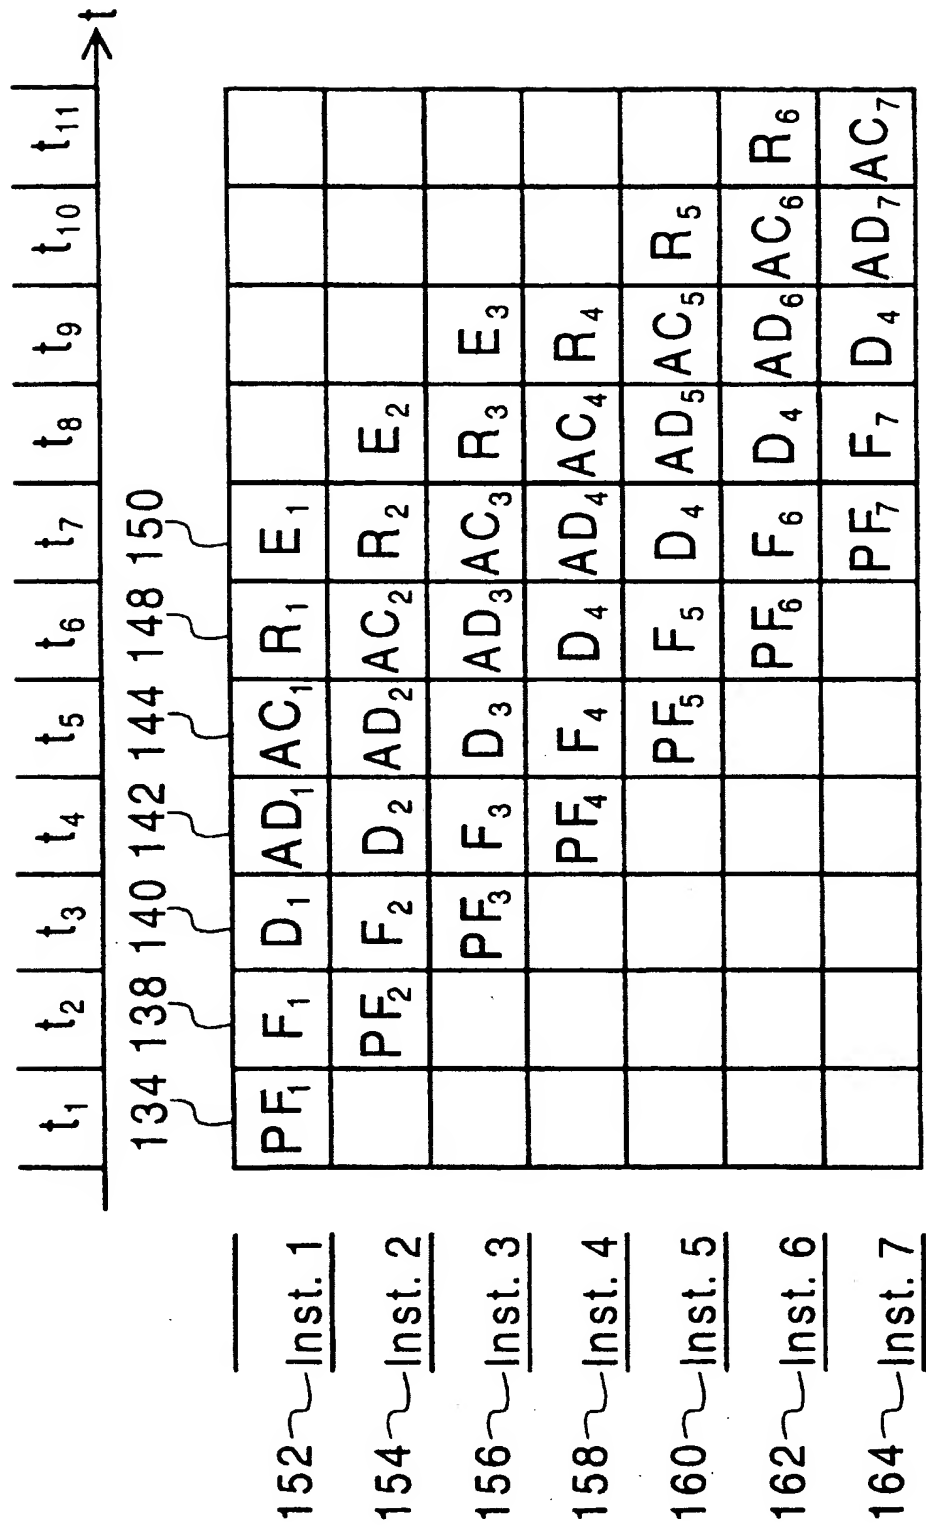 t₁ t₂ t₃ t₄ t₅ t₆ t₇ t₈ t₉ t₁₀ t₁₁ t
134 138 140 142 144 148 150
152 Inst. 1 PF₁ F₁ D₁ AD₁ AC₁ R₁ E₁
154 Inst. 2 PF₂ F₂ D₂ AD₂ AC₂ R₂ E₂
156 Inst. 3 PF₃ F₃ D₃ AD₃ AC₃ R₃ E₃
158 Inst. 4 PF₄ F₄ D₄ AD₄ AC₄ R₄
160 Inst. 5 PF₅ F₅ D₄ AD₅ AC₅ R₅
162 Inst. 6 PF₆ F₆ D₄ AD₆ AC₆ R₆
164 Inst. 7 PF₇ F₇ D₄ AD₇ AC₇